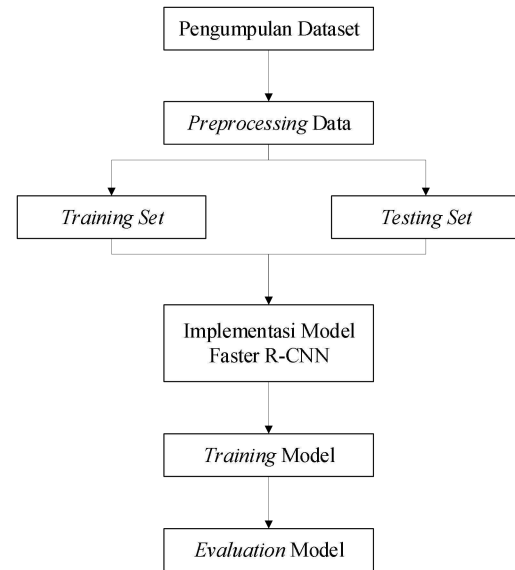 Pengumpulan Dataset
Preprocessing Data
Training Set
Testing Set
Implementasi Model
Faster R-CNN
Training Model
Evaluation Model